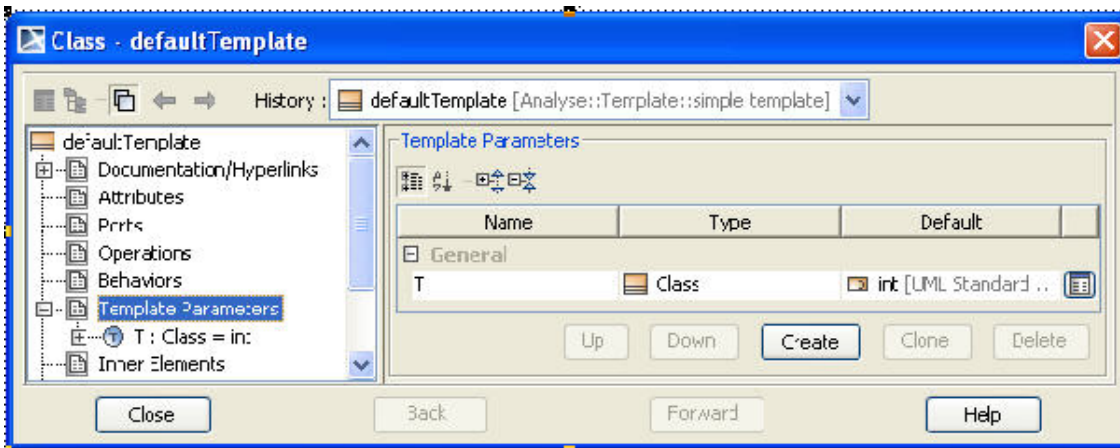 Class - defaultTemplate
History : defaultTemplate [Analyse::Template::simple template]
defaultTemplate
Documentation/Hyperlinks
Attributes
Ports
Operations
Behaviors
Template Parameters
T : Class = int
Inner Elements
Template Parameters
Name Type Default
General
T Class int [UML Standard ...
Up Down Create Clone Delete
Close Back Forward Help